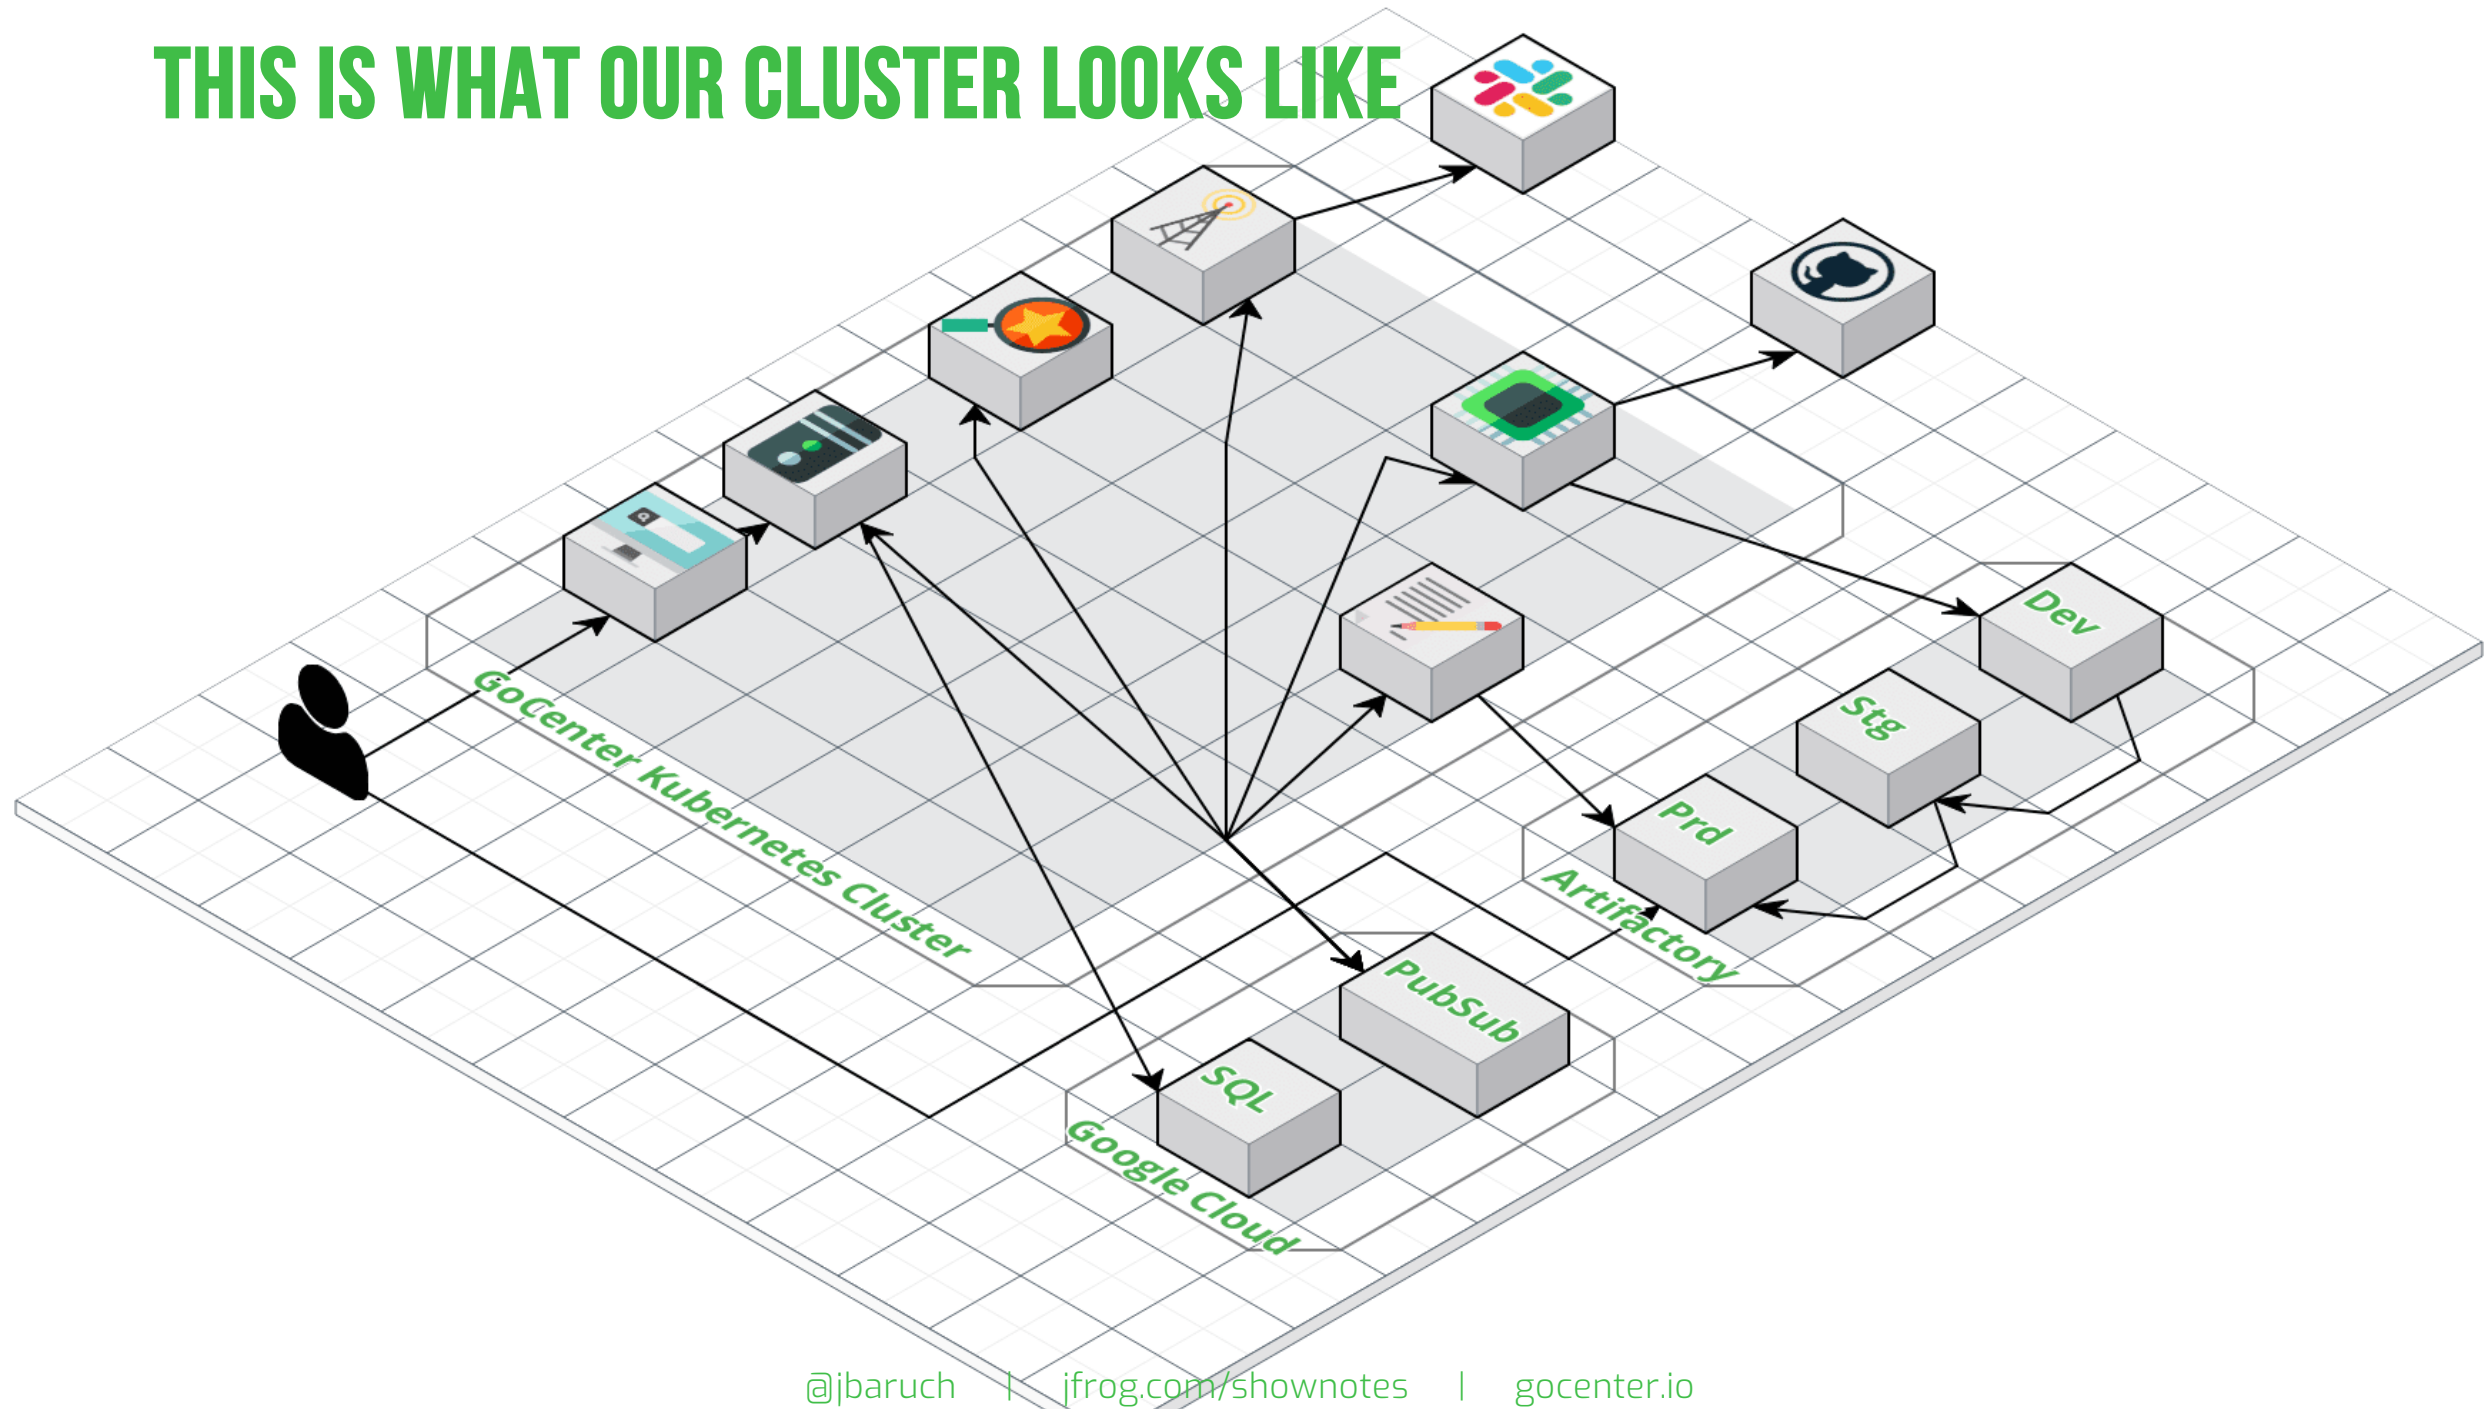 THIS IS WHAT OUR CLUSTER LOOKS LIKE
GoCenter Kubernetes Cluster
Dev
Stg
Prd
Artifactory
PubSub
SQL
Google Cloud
@jbaruch | jfrog.com/shownotes | gocenter.io